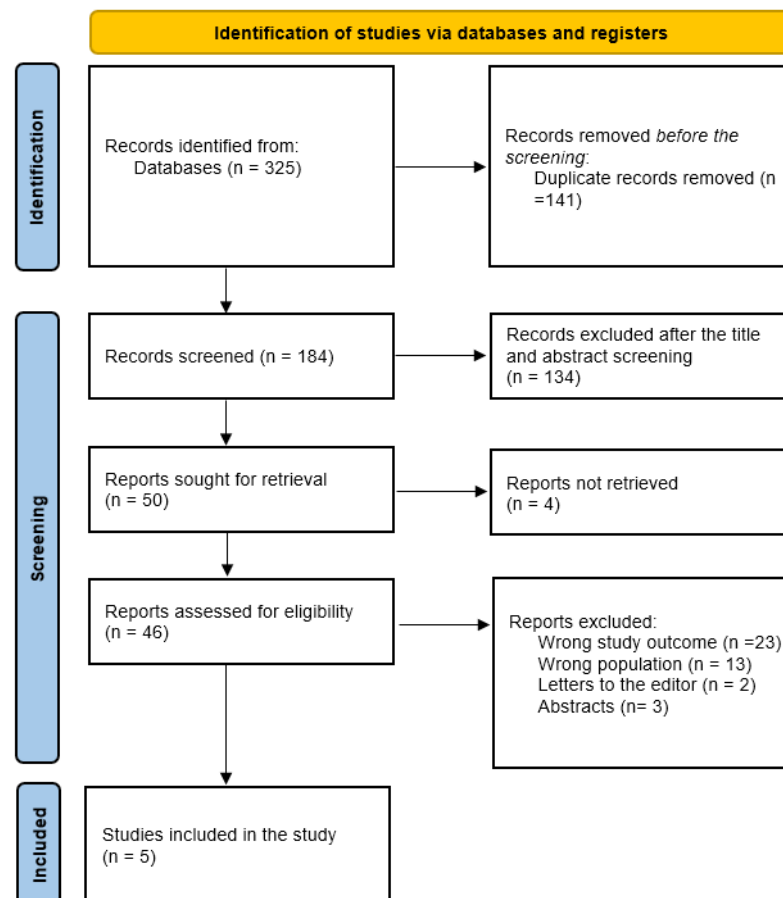 Identification of studies via databases and registers
Identification
Records identified from:
Databases (n = 325)
Records removed before the
screening:
Duplicate records removed (n
=141)
Screening
Records screened (n = 184)
Records excluded after the title
and abstract screening
(n = 134)
Reports sought for retrieval
(n = 50)
Reports not retrieved
(n = 4)
Reports assessed for eligibility
(n = 46)
Reports excluded:
Wrong study outcome (n =23)
Wrong population (n = 13)
Letters to the editor (n = 2)
Abstracts (n= 3)
Included
Studies included in the study
(n = 5)